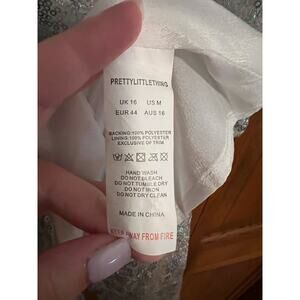 PRETTYLITTLETHING
UK 16 US M
EUR 44 AUS 16
BACKING:100% POLYESTER
LINING:100% POLYESTER
EXCLUSIVE OF TRIM
HAND WASH
DO NOT BLEACH
DO NOT TUMBLE DRY
DO NOT IRON
DO NOT DRY CLEAN
MADE IN CHINA
KEEP AWAY FROM FIRE